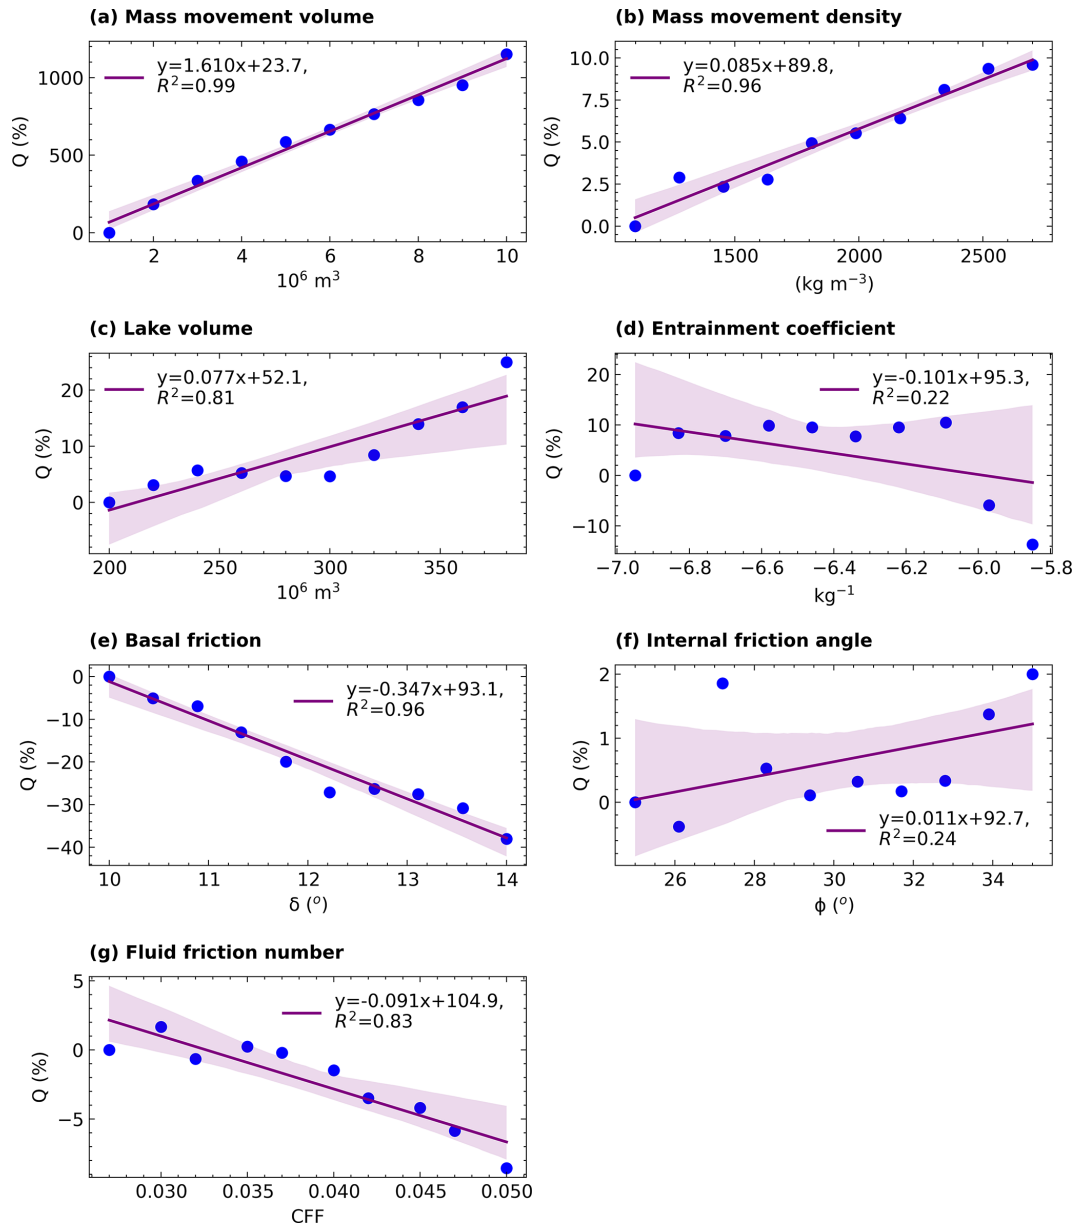 (a) Mass movement volume
y=1.610x+23.7,
R²=0.99
1000
500
0
Q (%)
2 4 6 8 10
10⁶ m³
(b) Mass movement density
y=0.085x+89.8,
R²=0.96
10.0
7.5
5.0
2.5
0.0
Q (%)
1500 2000 2500
(kg m⁻³)
(c) Lake volume
y=0.077x+52.1,
R²=0.81
20
10
0
Q (%)
200 250 300 350
10⁶ m³
(d) Entrainment coefficient
y=-0.101x+95.3,
R²=0.22
20
10
0
−10
Q (%)
−7.0 −6.8 −6.6 −6.4 −6.2 −6.0 −5.8
kg⁻¹
(e) Basal friction
y=-0.347x+93.1,
R²=0.96
0
−10
−20
−30
−40
Q (%)
10 11 12 13 14
δ (°)
(f) Internal friction angle
2
1
0
Q (%)
y=0.011x+92.7,
R²=0.24
26 28 30 32 34
ϕ (°)
(g) Fluid friction number
y=-0.091x+104.9,
R²=0.83
5
0
−5
Q (%)
0.030 0.035 0.040 0.045 0.050
CFF